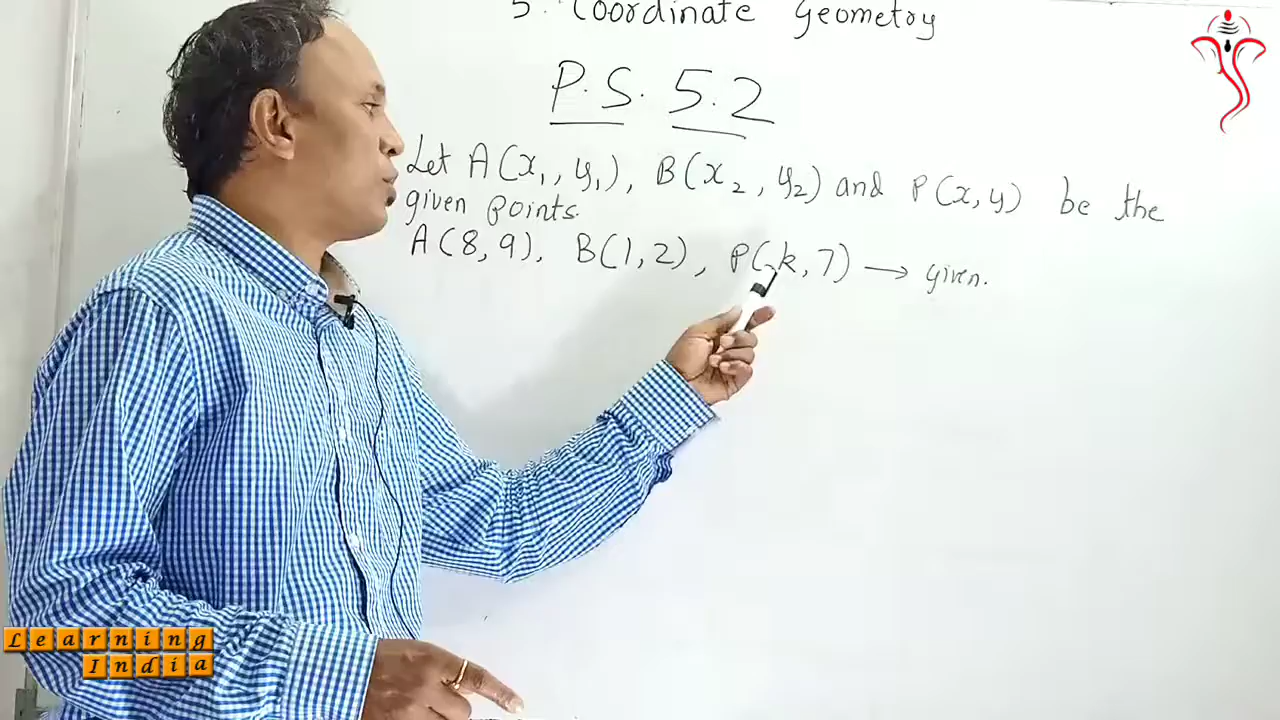 5. Coordinate Geometry
P.S. 5.2
Let A(x₁, y₁), B(x₂, y₂) and P(x, y) be the
given points.
A(8, 9), B(1, 2), P(k, 7) → given.
Learning
India